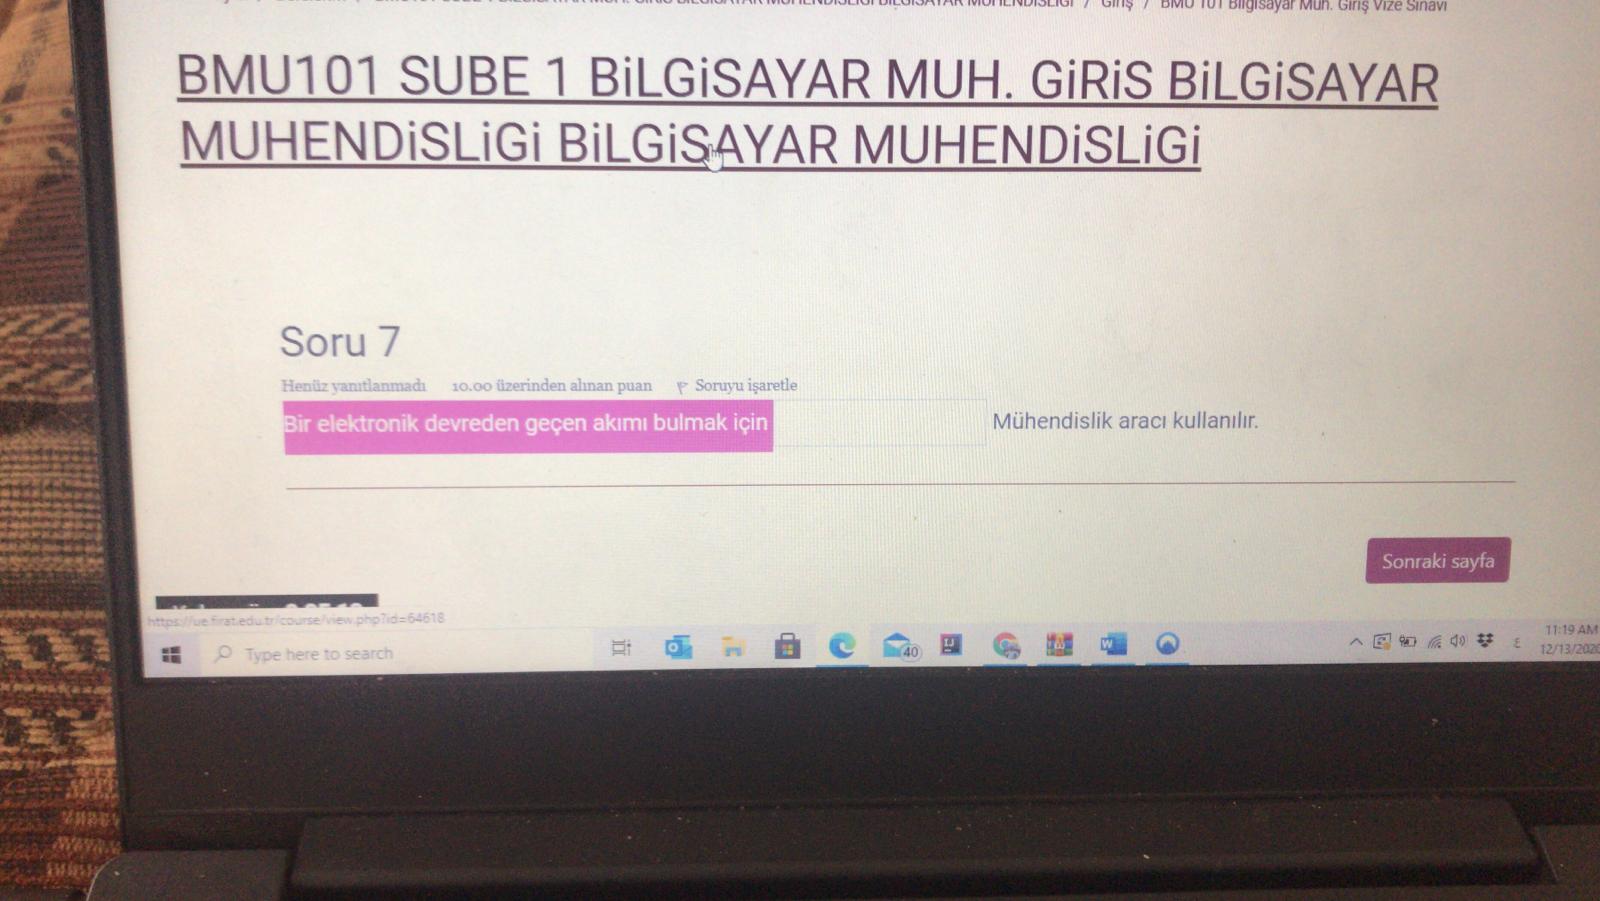 BMU 101 Bilgisayar Müh. Giriş Vize Sınavı
BMU101 SUBE 1 BiLGiSAYAR MUH. GiRiS BiLGiSAYAR
MUHENDiSLiGi BiLGiSAYAR MUHENDiSLiGi
Soru 7
Henüz yanıtlanmadı 10.00 üzerinden alınan puan Soruyu işaretle
Bir elektronik devreden geçen akımı bulmak için Mühendislik aracı kullanılır.
Sonraki sayfa
https://ue.firat.edu.tr/course/view.php?id=64618
Type here to search
40
11:19 AM
12/13/2020